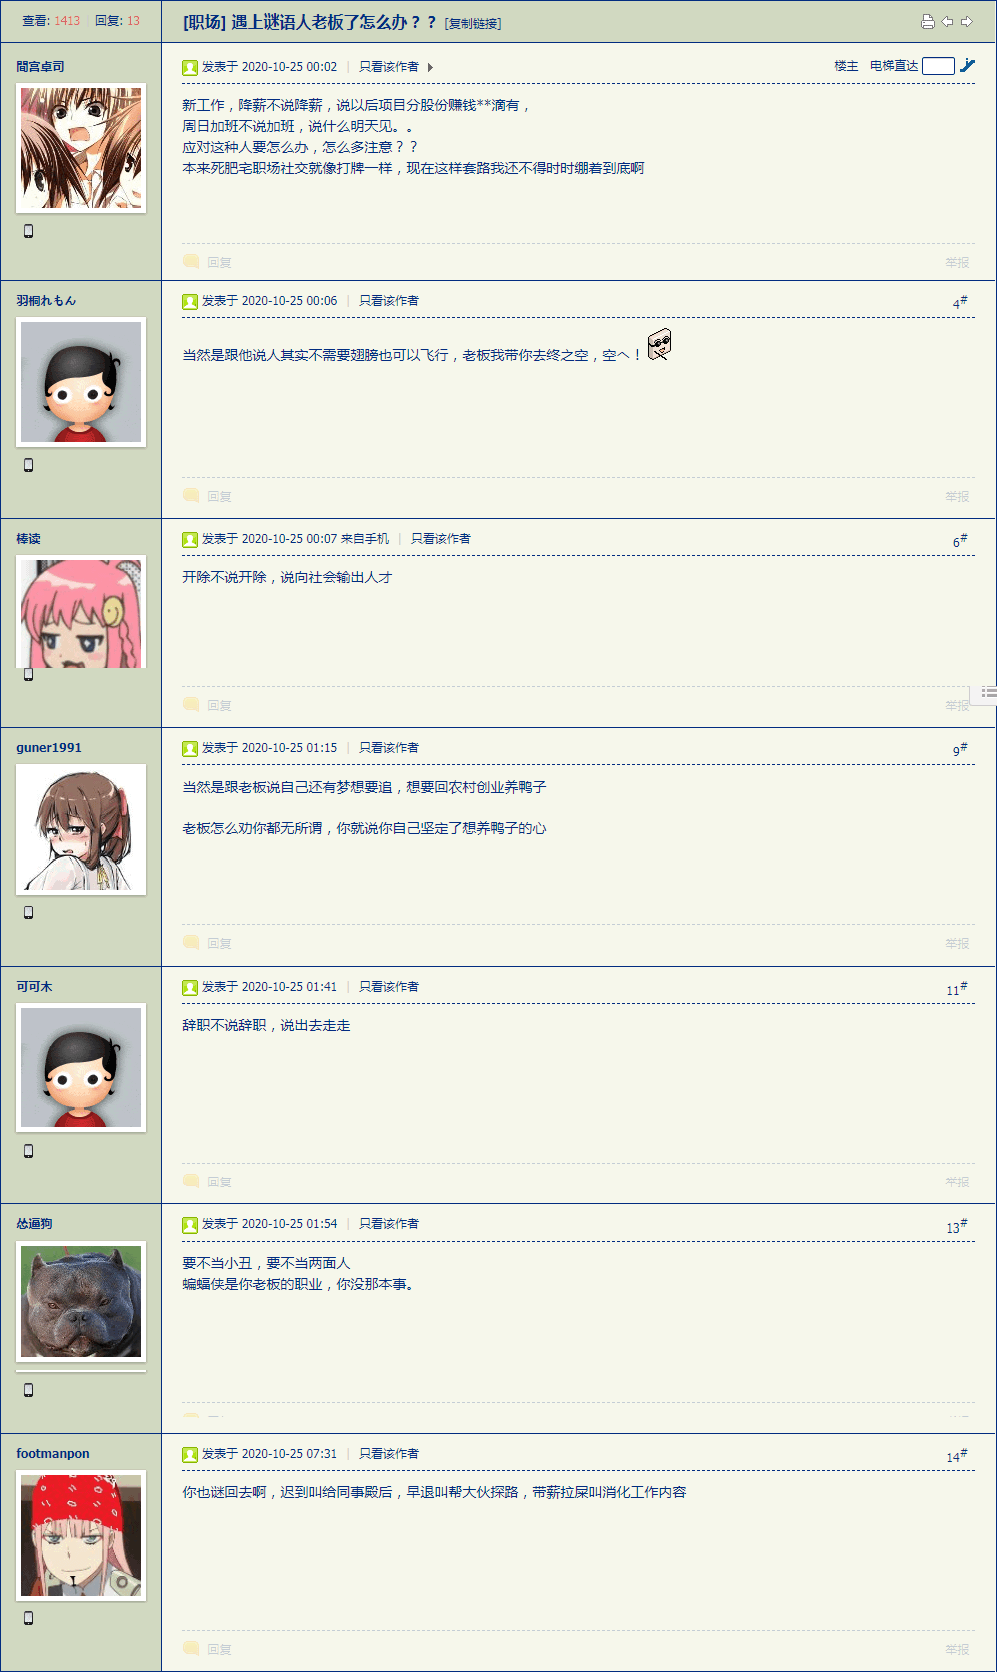 查看: 1413 | 回复: 13
[职场] 遇上谜语人老板了怎么办？？ [复制链接]
間宫卓司
发表于 2020-10-25 00:02 | 只看该作者
楼主 电梯直达
新工作，降薪不说降薪，说以后项目分股份赚钱**滴有，
周日加班不说加班，说什么明天见。。
应对这种人要怎么办，怎么多注意？？
本来死肥宅职场社交就像打牌一样，现在这样套路我还不得时时绷着到底啊
回复
举报
羽桐れもん
发表于 2020-10-25 00:06 | 只看该作者
4#
当然是跟他说人其实不需要翅膀也可以飞行，老板我带你去终之空，空へ！
回复
举报
棒读
发表于 2020-10-25 00:07 来自手机 | 只看该作者
6#
开除不说开除，说向社会输出人才
回复
举报
guner1991
发表于 2020-10-25 01:15 | 只看该作者
9#
当然是跟老板说自己还有梦想要追，想要回农村创业养鸭子
老板怎么劝你都无所谓，你就说你自己坚定了想养鸭子的心
回复
举报
可可木
发表于 2020-10-25 01:41 | 只看该作者
11#
辞职不说辞职，说出去走走
回复
举报
怂逼狗
发表于 2020-10-25 01:54 | 只看该作者
13#
要不当小丑，要不当两面人
蝙蝠侠是你老板的职业，你没那本事。
footmanpon
发表于 2020-10-25 07:31 | 只看该作者
14#
你也谜回去啊，迟到叫给同事殿后，早退叫帮大伙探路，带薪拉屎叫消化工作内容
回复
举报